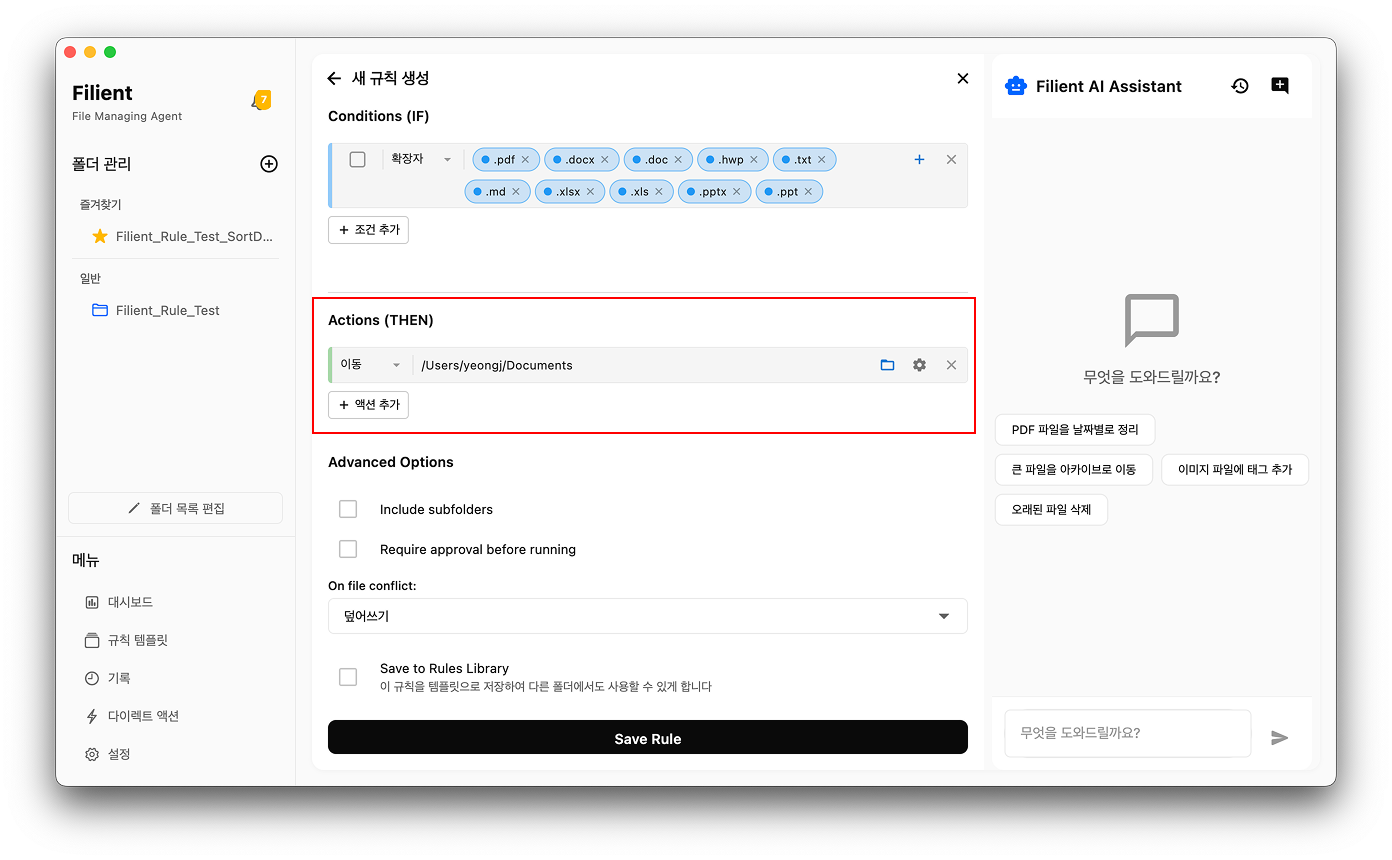 Filient
7
File Managing Agent
폴더 관리
즐겨찾기
Filient_Rule_Test_SortD...
일반
Filient_Rule_Test
폴더 목록 편집
메뉴
대시보드
규칙 템플릿
기록
다이렉트 액션
설정
새 규칙 생성
Conditions (IF)
확장자 .pdf .docx .doc .hwp .txt
.md .xlsx .xls .pptx .ppt
+ 조건 추가
Actions (THEN)
이동 /Users/yeongj/Documents
+ 액션 추가
Advanced Options
Include subfolders
Require approval before running
On file conflict:
덮어쓰기
Save to Rules Library
이 규칙을 템플릿으로 저장하여 다른 폴더에서도 사용할 수 있게 합니다
Save Rule
Filient AI Assistant
무엇을 도와드릴까요?
PDF 파일을 날짜별로 정리
큰 파일을 아카이브로 이동 이미지 파일에 태그 추가
오래된 파일 삭제
무엇을 도와드릴까요?